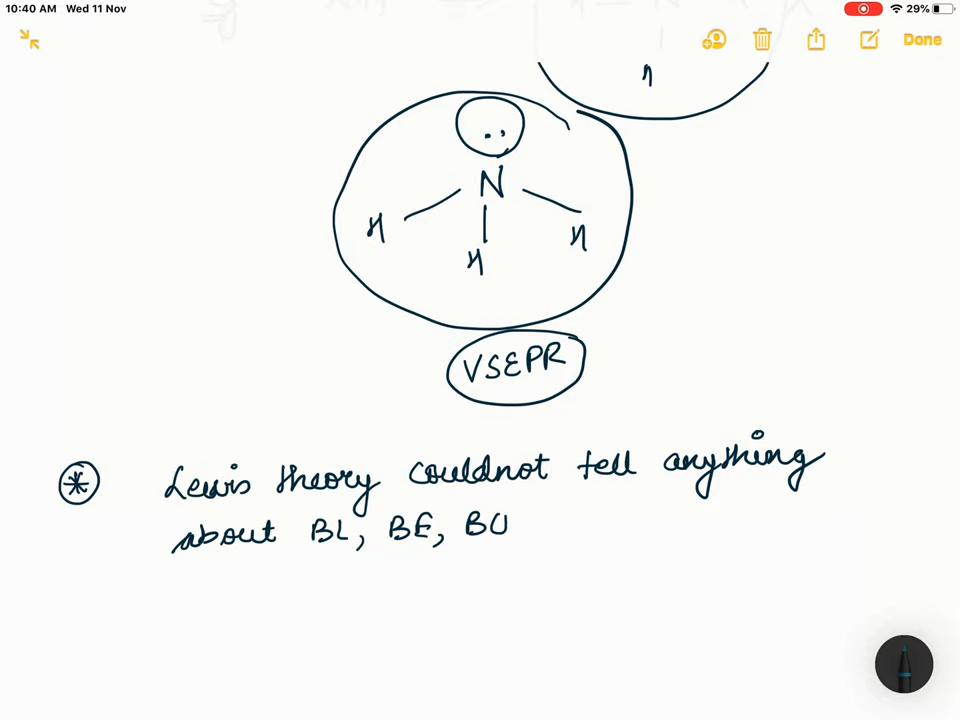 10:40 AM Wed 11 Nov
29%
Done
H
N
H
H
H
VSEPR
* Lewis theory couldnot tell anything
about BL, BE, BO